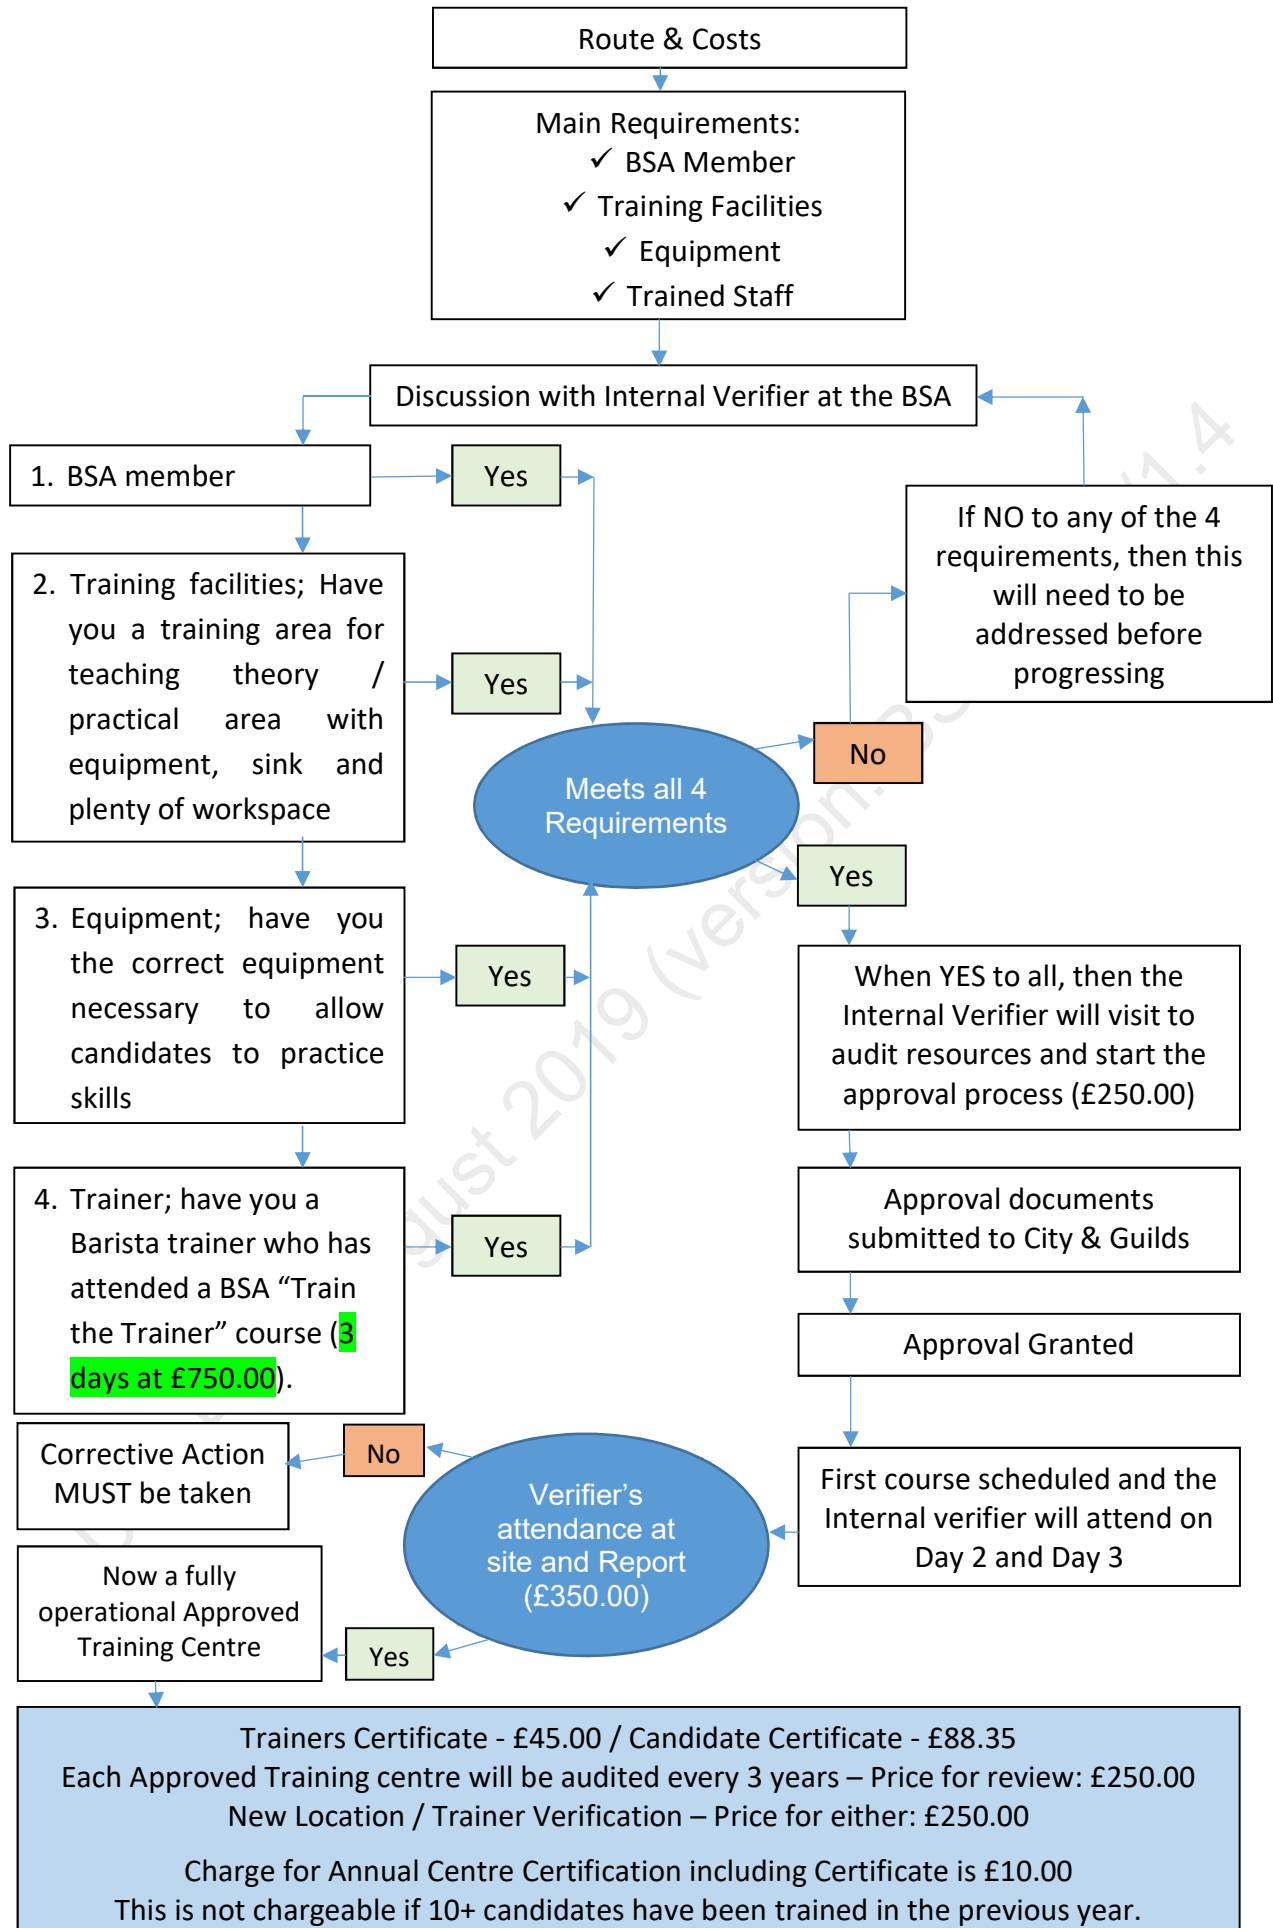 Route & Costs
Main Requirements:
✓ BSA Member
✓ Training Facilities
✓ Equipment
✓ Trained Staff
Discussion with Internal Verifier at the BSA
1. BSA member
Yes
If NO to any of the 4
requirements, then this
will need to be
addressed before
progressing
2. Training facilities; Have
you a training area for
teaching theory /
practical area with
equipment, sink and
plenty of workspace
Yes
No
Meets all 4
Requirements
Yes
3. Equipment; have you
the correct equipment
necessary to allow
candidates to practice
skills
Yes
When YES to all, then the
Internal Verifier will visit to
audit resources and start the
approval process (£250.00)
4. Trainer; have you a
Barista trainer who has
attended a BSA “Train
the Trainer” course (3
days at £750.00).
Yes
Approval documents
submitted to City & Guilds
Approval Granted
First course scheduled and the
Internal verifier will attend on
Day 2 and Day 3
Verifier’s
attendance at
site and Report
(£350.00)
No
Corrective Action
MUST be taken
Yes
Now a fully
operational Approved
Training Centre
Trainers Certificate - £45.00 / Candidate Certificate - £88.35
Each Approved Training centre will be audited every 3 years – Price for review: £250.00
New Location / Trainer Verification – Price for either: £250.00
Charge for Annual Centre Certification including Certificate is £10.00
This is not chargeable if 10+ candidates have been trained in the previous year.
2019 (version